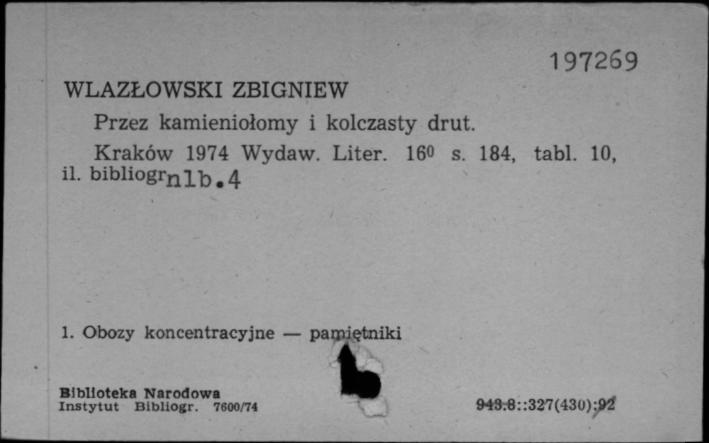 197269
WLAZŁOWSKI ZBIGNIEW
Przez kamieniołomy i kolczasty drut.
Kraków 1974 Wydaw. Liter. 16⁰ s. 184, tabl. 10,
il. bibliogr nlb.4
1. Obozy koncentracyjne — pamiętniki
Biblioteka Narodowa
Instytut Bibliogr. 7600/74
943.8::327(430):92